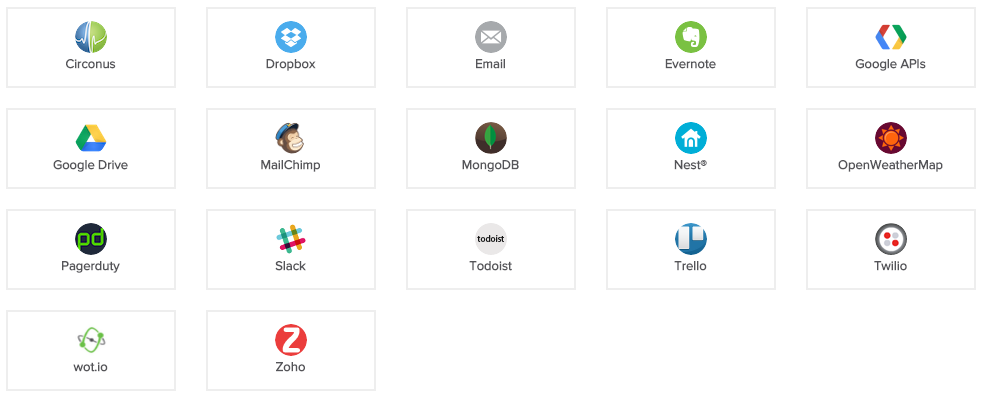 Circonus
Dropbox
Email
Evernote
Google APIs
Google Drive
MailChimp
MongoDB
Nest®
OpenWeatherMap
pd
Pagerduty
Slack
todoist
Todoist
Trello
Twilio
wot.io
Z
Zoho